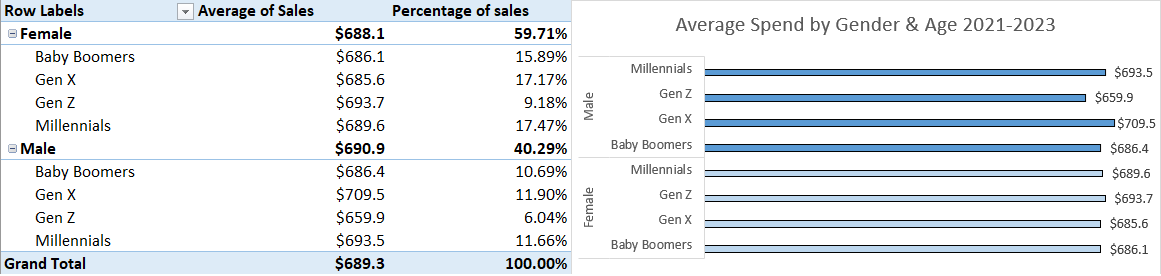 Row Labels Average of Sales Percentage of sales
Female $688.1 59.71%
Baby Boomers $686.1 15.89%
Gen X $685.6 17.17%
Gen Z $693.7 9.18%
Millennials $689.6 17.47%
Male $690.9 40.29%
Baby Boomers $686.4 10.69%
Gen X $709.5 11.90%
Gen Z $659.9 6.04%
Millennials $693.5 11.66%
Grand Total $689.3 100.00%
Average Spend by Gender & Age 2021-2023
Male
Millennials $693.5
Gen Z $659.9
Gen X $709.5
Baby Boomers $686.4
Female
Millennials $689.6
Gen Z $693.7
Gen X $685.6
Baby Boomers $686.1